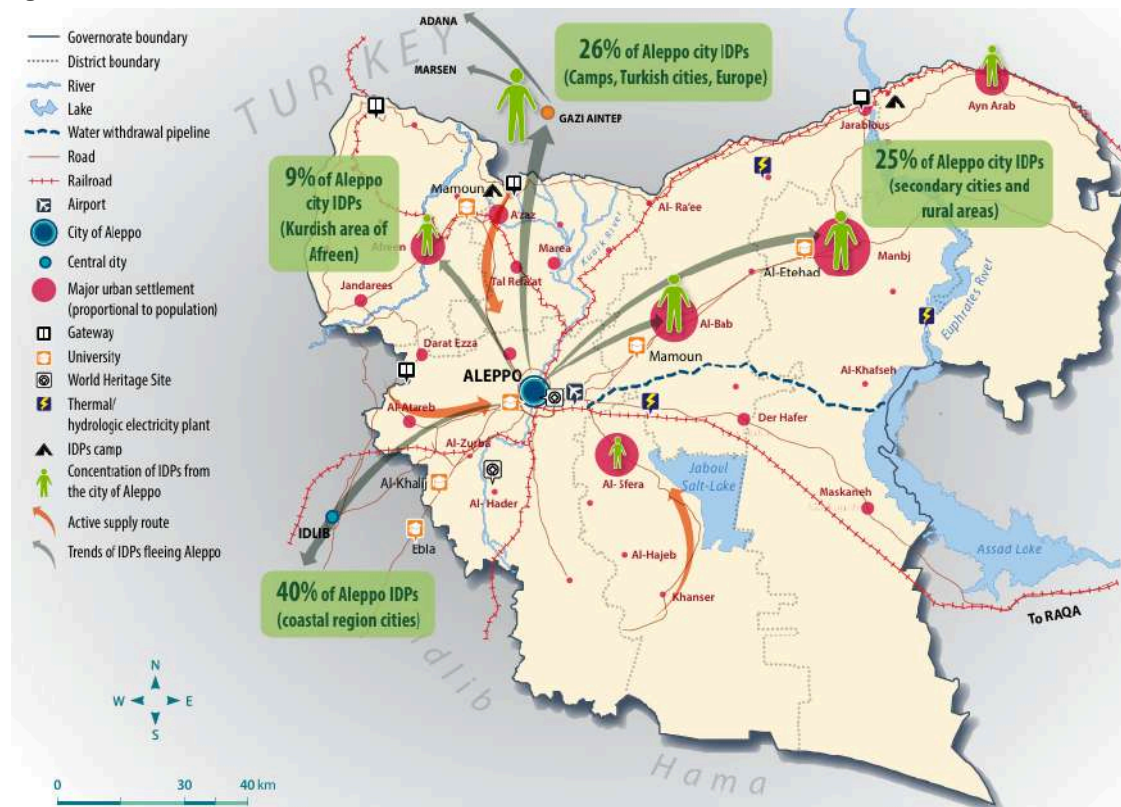 Governorate boundary
District boundary
River
Lake
Water withdrawal pipeline
Road
Railroad
Airport
City of Aleppo
Central city
Major urban settlement
(proportional to population)
Gateway
University
World Heritage Site
Thermal/
hydrologic electricity plant
IDPs camp
Concentration of IDPs from
the city of Aleppo
Active supply route
Trends of IDPs fleeing Aleppo
N
W
E
S
0
30
40 km
TURKEY
ADANA
MARSEN
GAZI AINTEP
26% of Aleppo city IDPs
(Camps, Turkish cities, Europe)
Ayn Arab
Jarablous
25% of Aleppo city IDPs
(secondary cities and
rural areas)
9% of Aleppo
city IDPs
(Kurdish area of
Afreen)
Mamoun
A'zaz
Afreen
Al- Ra'ee
Marea
Kuaik River
Tal Refa'at
Jandarees
Al-Etehad
Manbj
Al-Bab
Mamoun
Euphrates River
Darat Ezza
ALEPPO
Al-Khafseh
Al-Atareb
Der Hafer
Al-Zurba
Al-Khalij
Al- Hader
Al- Sfera
Jaboul
Salt-Lake
Maskaneh
IDLIB
Ebla
Al-Hajeb
Khanser
Assad Lake
To RAQA
40% of Aleppo IDPs
(coastal region cities)
Idlib
Hama